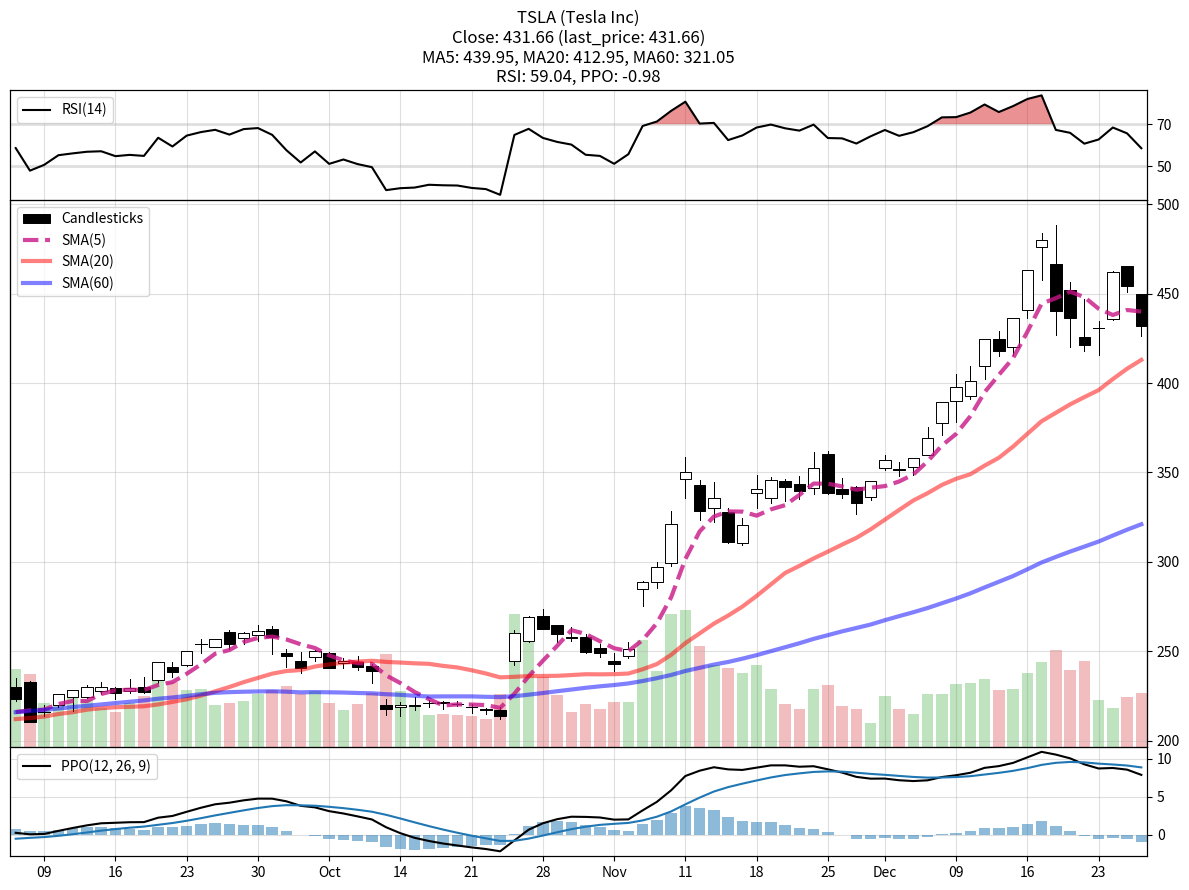 TSLA (Tesla Inc)
Close: 431.66 (last_price: 431.66)
MA5: 439.95, MA20: 412.95, MA60: 321.05
RSI: 59.04, PPO: -0.98
RSI(14)
70
50
Candlesticks
SMA(5)
SMA(20)
SMA(60)
500
450
400
350
300
250
200
PPO(12, 26, 9)
10
5
0
09 16 23 30 Oct 14 21 28 Nov 11 18 25 Dec 09 16 23